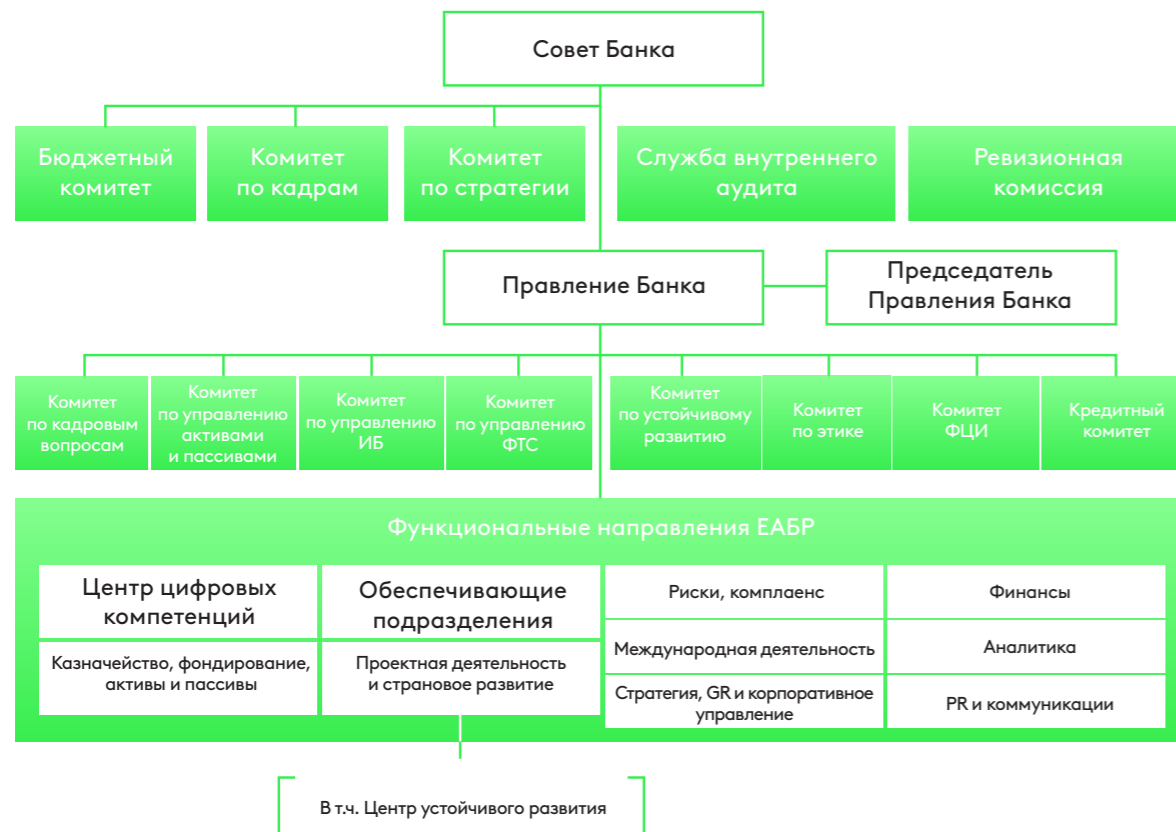 Совет Банка
Бюджетный
комитет
Комитет
по кадрам
Комитет
по стратегии
Служба внутреннего
аудита
Ревизионная
комиссия
Правление Банка
Председатель
Правления Банка
Комитет
по кадровым
вопросам
Комитет
по управлению
активами
и пассивами
Комитет
по управлению
ИБ
Комитет
по управлению
ФТС
Комитет
по устойчивому
развитию
Комитет
по этике
Комитет
ФЦИ
Кредитный
комитет
Функциональные направления ЕАБР
Центр цифровых
компетенций
Обеспечивающие
подразделения
Риски, комплаенс
Финансы
Казначейство, фондирование,
активы и пассивы
Проектная деятельность
и страновое развитие
Международная деятельность
Аналитика
Стратегия, GR и корпоративное
управление
PR и коммуникации
В т.ч. Центр устойчивого развития